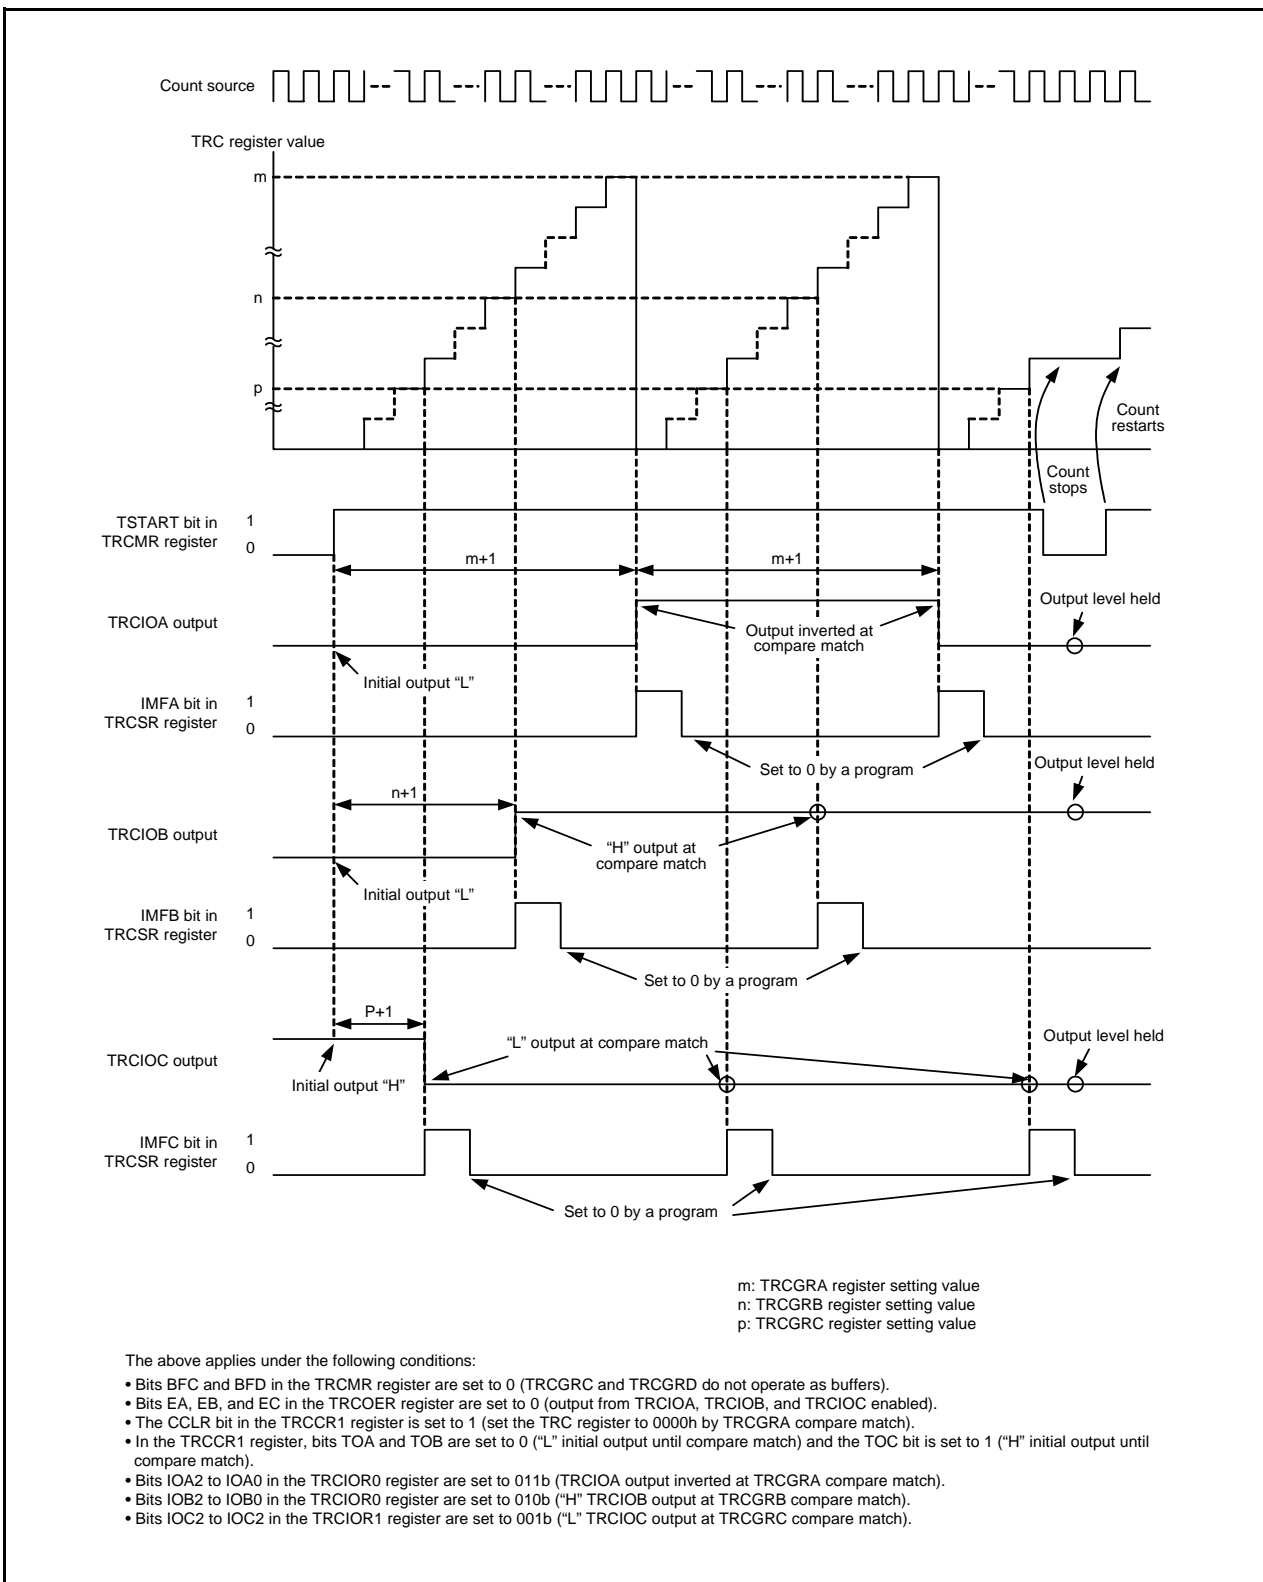 Count source
TRC register value
m
n
p
Count
restarts
Count
stops
TSTART bit in
TRCMR register
1
0
m+1
m+1
TRCIOA output
Output level held
Output inverted at
compare match
Initial output “L”
IMFA bit in
TRCSR register
1
0
Set to 0 by a program
Output level held
n+1
TRCIOB output
“H” output at
compare match
Initial output “L”
IMFB bit in
TRCSR register
1
0
Set to 0 by a program
P+1
TRCIOC output
“L” output at compare match
Output level held
Initial output “H”
IMFC bit in
TRCSR register
1
0
Set to 0 by a program
m: TRCGRA register setting value
n: TRCGRB register setting value
p: TRCGRC register setting value
The above applies under the following conditions:
• Bits BFC and BFD in the TRCMR register are set to 0 (TRCGRC and TRCGRD do not operate as buffers).
• Bits EA, EB, and EC in the TRCOER register are set to 0 (output from TRCIOA, TRCIOB, and TRCIOC enabled).
• The CCLR bit in the TRCCR1 register is set to 1 (set the TRC register to 0000h by TRCGRA compare match).
• In the TRCCR1 register, bits TOA and TOB are set to 0 (“L” initial output until compare match) and the TOC bit is set to 1 (“H” initial output until
compare match).
• Bits IOA2 to IOA0 in the TRCIOR0 register are set to 011b (TRCIOA output inverted at TRCGRA compare match).
• Bits IOB2 to IOB0 in the TRCIOR0 register are set to 010b (“H” TRCIOB output at TRCGRB compare match).
• Bits IOC2 to IOC2 in the TRCIOR1 register are set to 001b (“L” TRCIOC output at TRCGRC compare match).